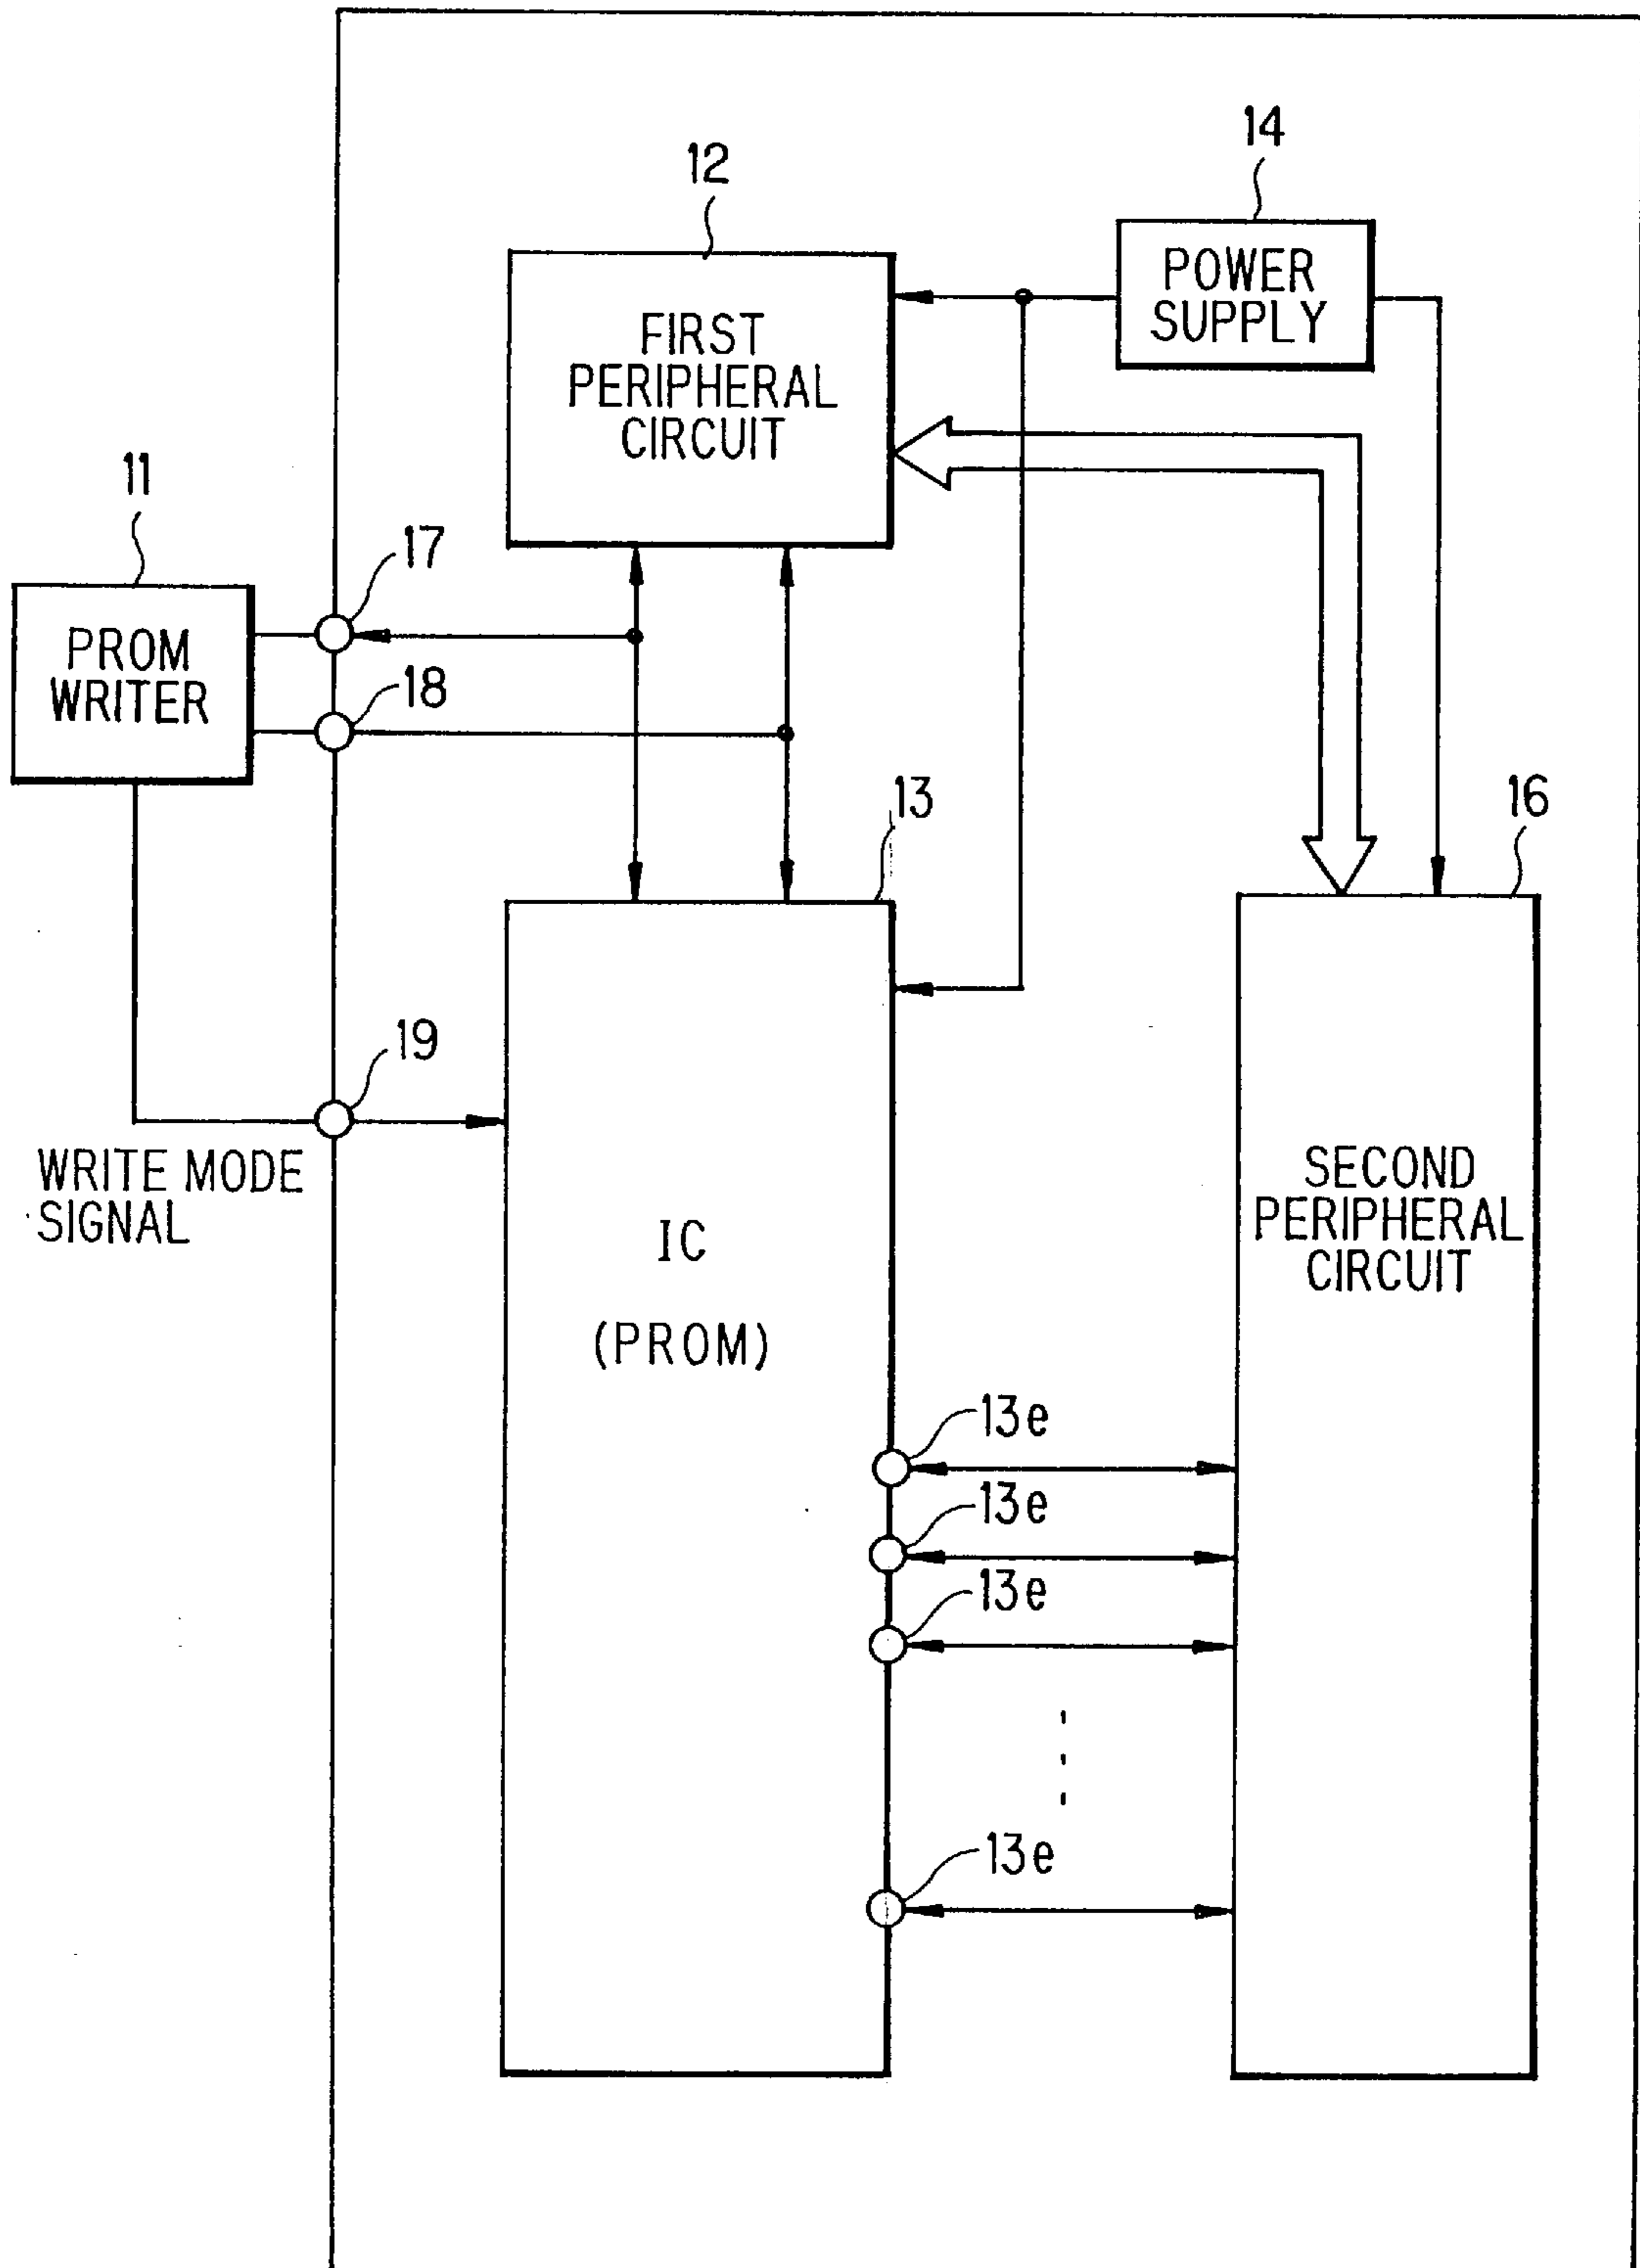 14
12
POWER
SUPPLY
FIRST
PERIPHERAL
CIRCUIT
11
17
PROM
WRITER
18
13
16
19
WRITE MODE
SIGNAL
SECOND
PERIPHERAL
CIRCUIT
IC
(PROM)
13e
13e
13e
13e